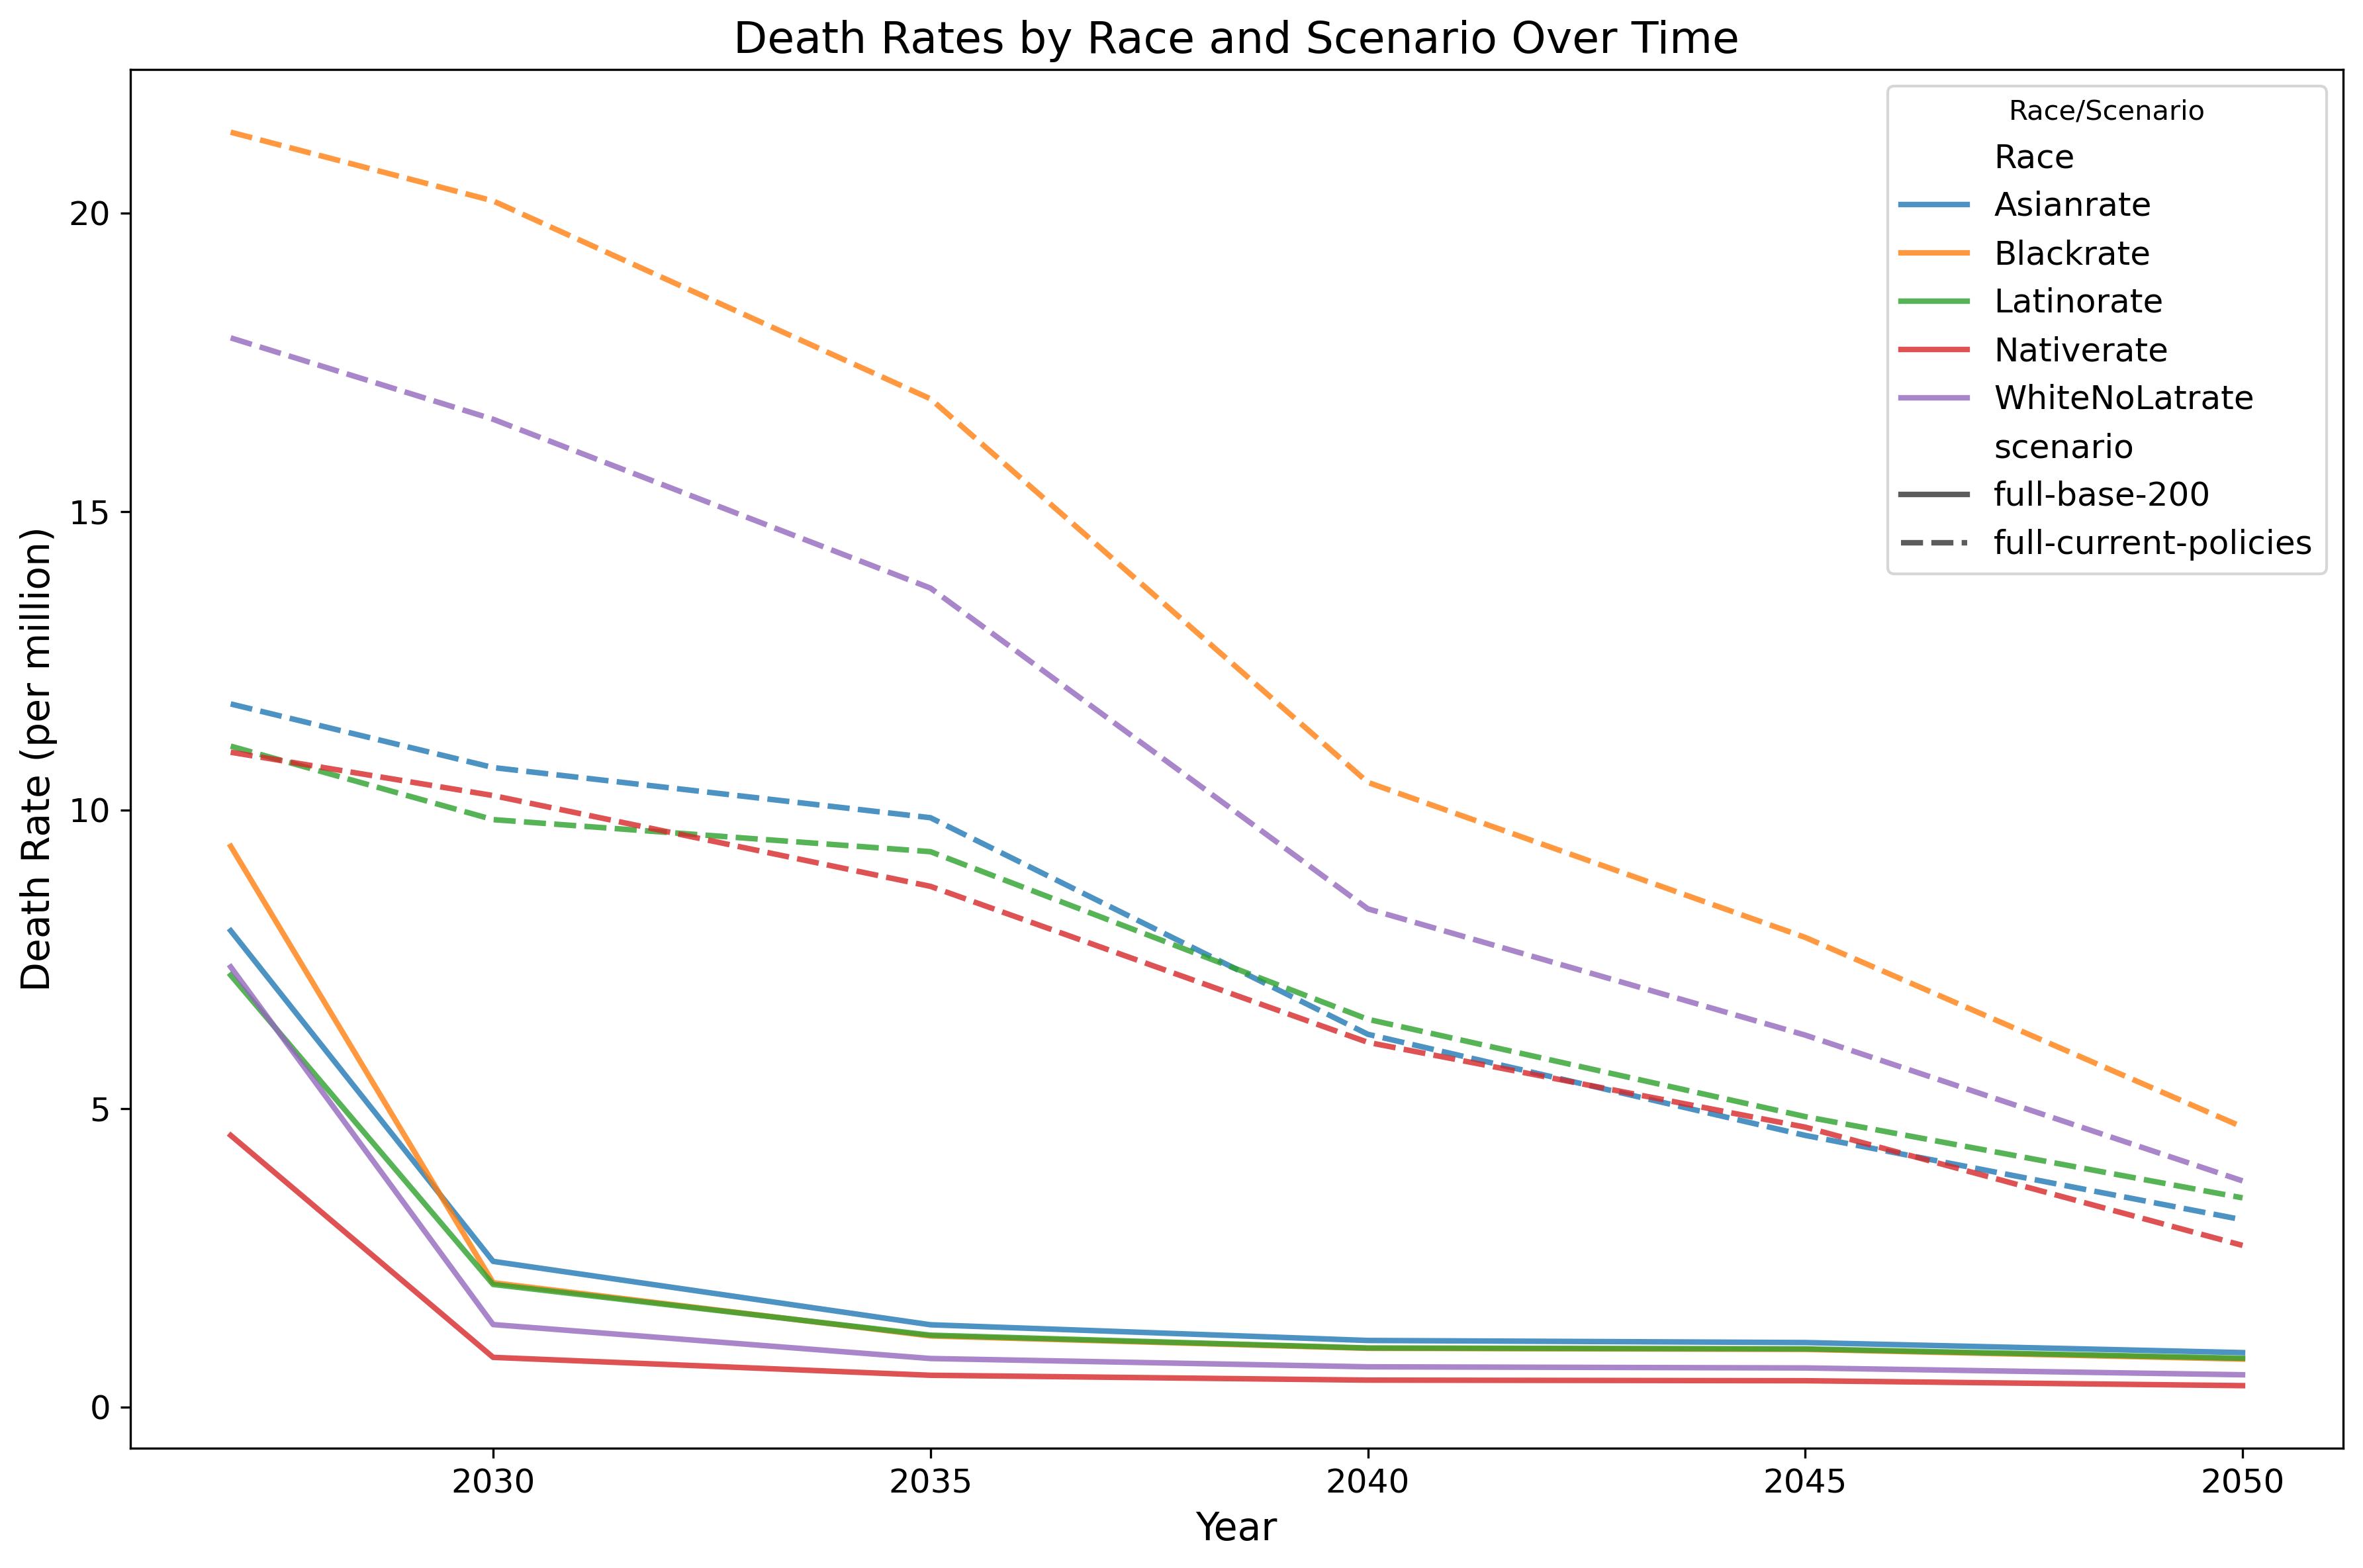 Death Rates by Race and Scenario Over Time
Death Rate (per million)
20
15
10
5
0
Race/Scenario
Race
Asianrate
Blackrate
Latinorate
Nativerate
WhiteNoLatrate
scenario
full-base-200
full-current-policies
2030
2035
2040
2045
2050
Year